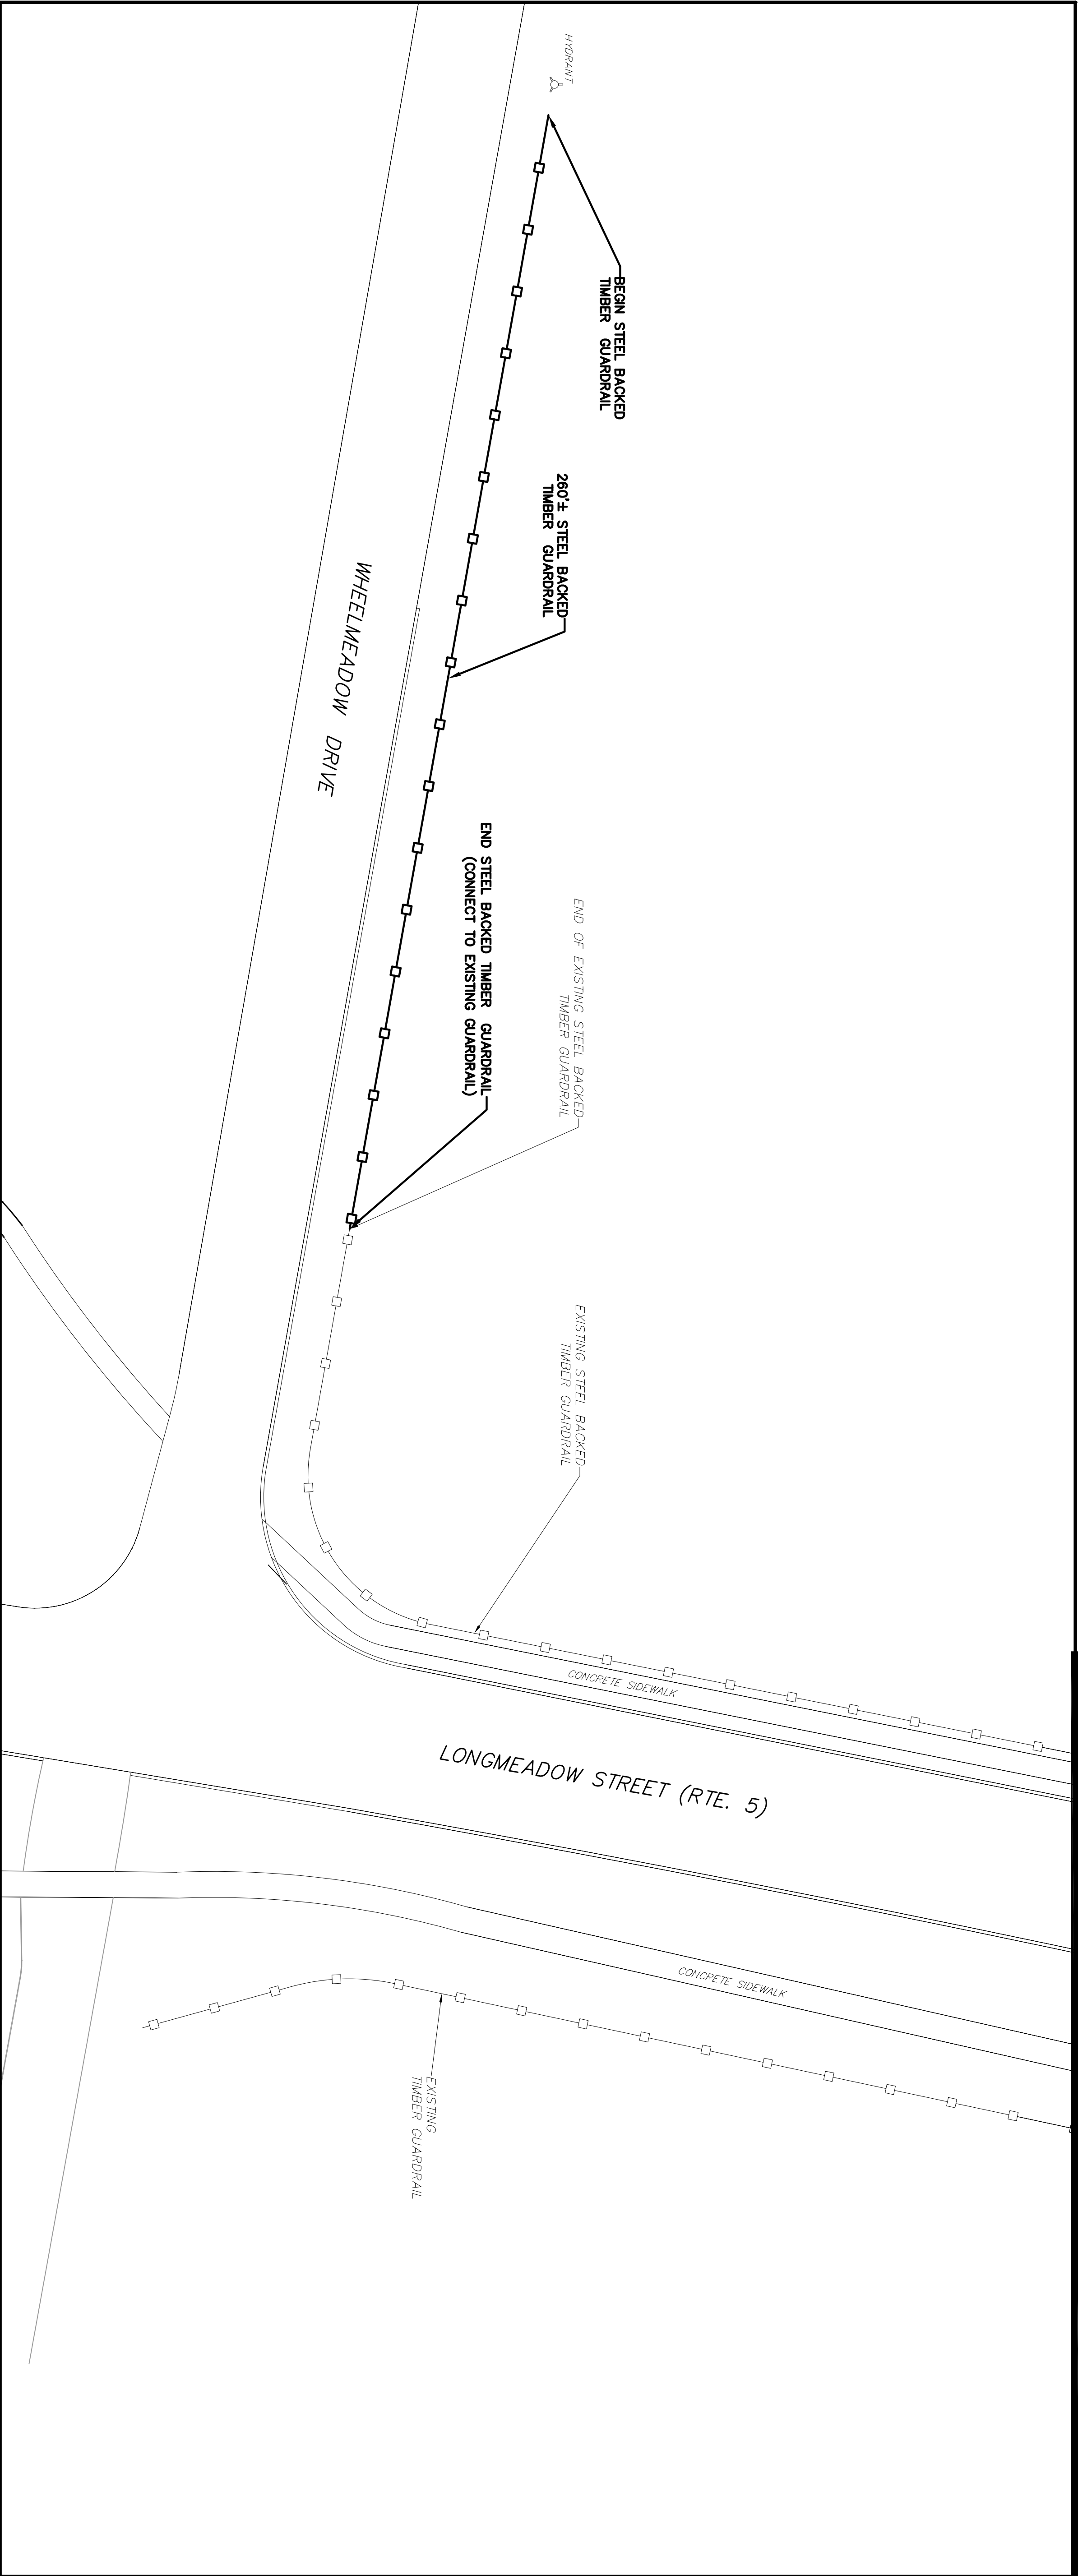 HYDRANT
BEGIN STEEL BACKED
TIMBER GUARDRAIL
260'± STEEL BACKED
TIMBER GUARDRAIL
WHEELMEADOW DRIVE
END STEEL BACKED TIMBER GUARDRAIL
(CONNECT TO EXISTING GUARDRAIL)
END OF EXISTING STEEL BACKED
TIMBER GUARDRAIL
EXISTING STEEL BACKED
TIMBER GUARDRAIL
CONCRETE SIDEWALK
LONGMEADOW STREET (RTE. 5)
CONCRETE SIDEWALK
EXISTING
TIMBER GUARDRAIL